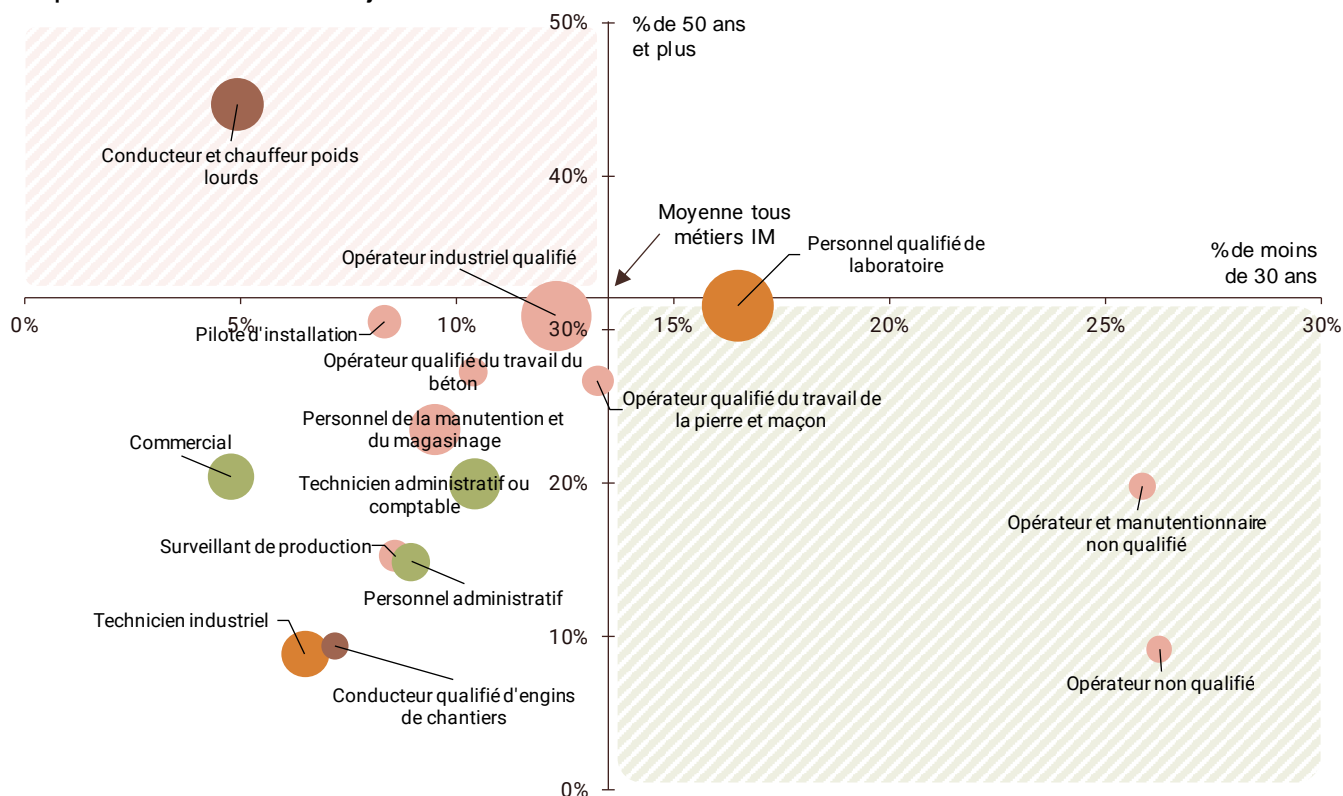 50%
% de 50 ans
et plus
Conducteur et chauffeur poids
lourds
40%
Moyenne tous
métiers IM
Personnel qualifié de
laboratoire
% de moins
de 30 ans
Opérateur industriel qualifié
0%
5%
10%
15%
20%
25%
30%
30%
Pilote d'installation
Opérateur qualifié du travail du
béton
Opérateur qualifié du travail de
la pierre et maçon
Personnel de la manutention et
du magasinage
Commercial
Technicien administratif ou
comptable
20%
Opérateur et manutentionnaire
non qualifié
Surveillant de production
Personnel administratif
Technicien industriel
10%
Opérateur non qualifié
Conducteur qualifié d'engins
de chantiers
0%